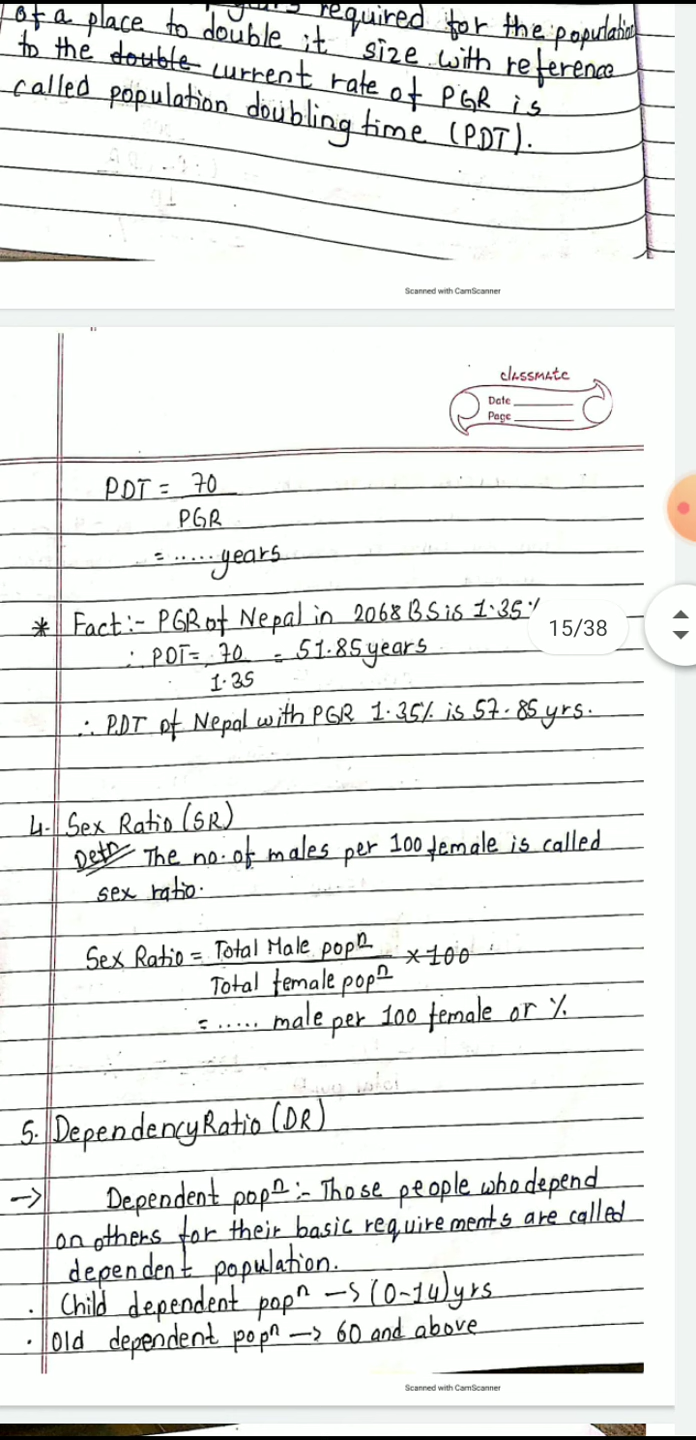 of a place to double it size with reference
required for the population
to the double current rate of PGR is
called population doubling time (PDT).
Scanned with CamScanner
classmate
Date
Page
PDT = 70
PGR
= ..... years
* Fact:- PGR of Nepal in 2068 BS is 1.35%
15/38
∴ PDT = 70 = 51.85 years
1.35
∴ PDT of Nepal with PGR 1.35% is 57.85 yrs.
4. Sex Ratio (SR)
Defn The no. of males per 100 female is called
sex ratio.
Sex Ratio = Total Male popn × 100
Total female popn
= ..... male per 100 female or %.
5. Dependency Ratio (DR)
→ Dependent popn :- Those people who depend
on others for their basic requirements are called
dependent population.
. Child dependent popn → (0-14) yrs
. Old dependent popn → 60 and above
Scanned with CamScanner